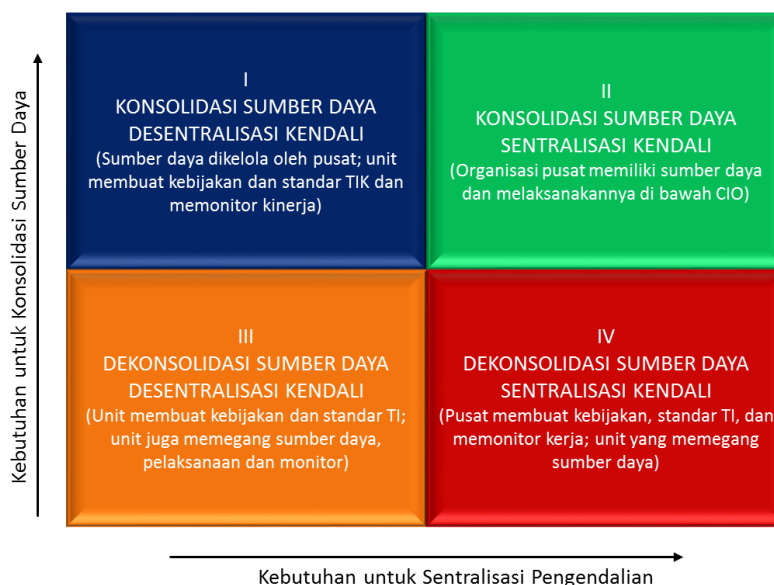 Kebutuhan untuk Konsolidasi Sumber Daya
I
KONSOLIDASI SUMBER DAYA
DESENTRALISASI KENDALI
(Sumber daya dikelola oleh pusat; unit
membuat kebijakan dan standar TIK dan
memonitor kinerja)
II
KONSOLIDASI SUMBER DAYA
SENTRALISASI KENDALI
(Organisasi pusat memiliki sumber daya
dan melaksanakannya di bawah CIO)
III
DEKONSOLIDASI SUMBER DAYA
DESENTRALISASI KENDALI
(Unit membuat kebijakan dan standar TI;
unit juga memegang sumber daya,
pelaksanaan dan monitor)
IV
DEKONSOLIDASI SUMBER DAYA
SENTRALISASI KENDALI
(Pusat membuat kebijakan, standar TI, dan
memonitor kerja; unit yang memegang
sumber daya)
Kebutuhan untuk Sentralisasi Pengendalian